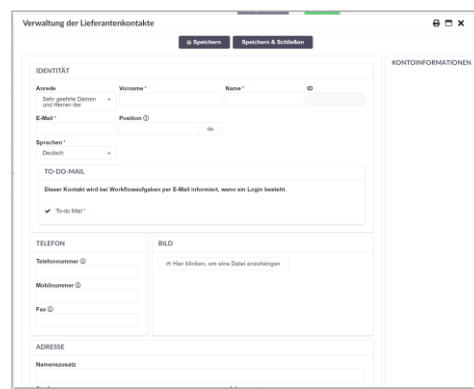 Verwaltung der Lieferantenkontakte
Speichern
Speichern & Schließen
IDENTITÄT
KONTOINFORMATIONEN
Anrede
Vorname *
Name *
ID
Sehr geehrte Damen
und Herren der
E-Mail *
Position
de
Sprachen *
Deutsch
TO-DO-MAIL
Dieser Kontakt wird bei Workflowaufgaben per E-Mail informiert, wenn ein Login besteht.
To-do Mail *
TELEFON
BILD
Telefonnummer
Hier klicken, um eine Datei anzuhängen
Mobilnummer
Fax
ADRESSE
Namenszusatz